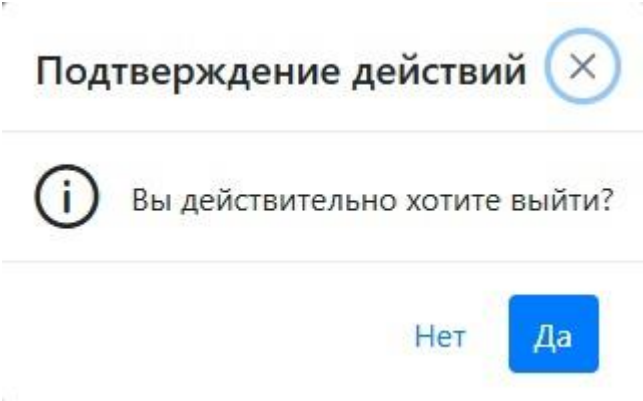 Подтверждение действий
Вы действительно хотите выйти?
Нет Да